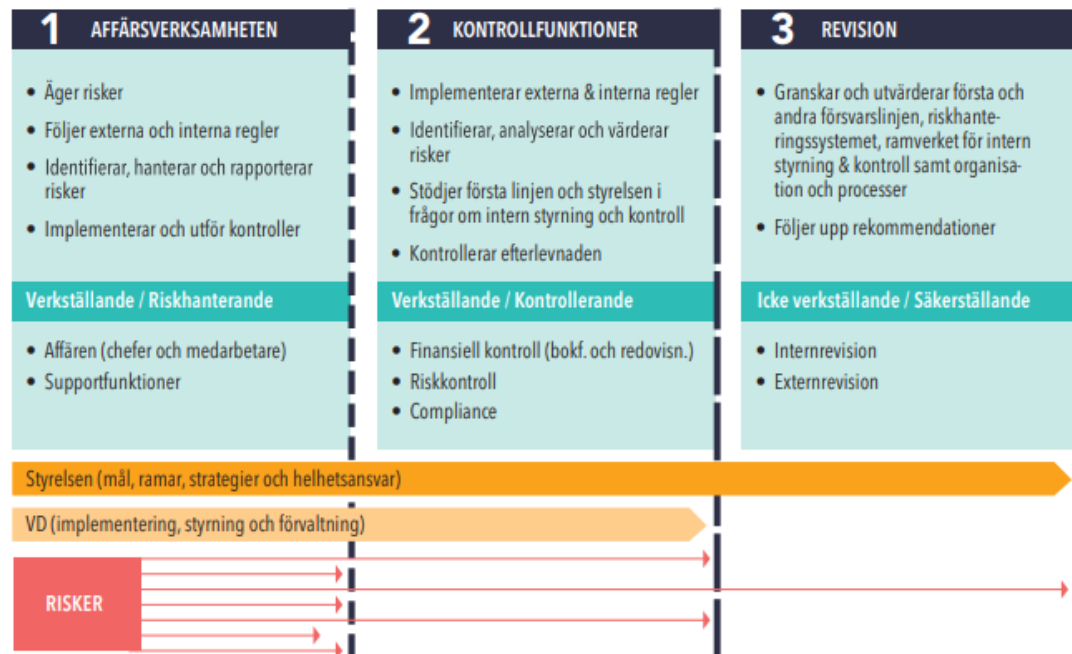 1 AFFÄRSVERKSAMHETEN
• Äger risker
• Följer externa och interna regler
• Identifierar, hanterar och rapporterar
risker
• Implementerar och utför kontroller
Verkställande / Riskhanterande
• Affären (chefer och medarbetare)
• Supportfunktioner
2 KONTROLLFUNKTIONER
• Implementerar externa & interna regler
• Identifierar, analyserar och värderar
risker
• Stödjer första linjen och styrelsen i
frågor om intern styrning och kontroll
• Kontrollerar efterlevnaden
Verkställande / Kontrollerande
• Finansiell kontroll (bokf. och redovisn.)
• Riskkontroll
• Compliance
3 REVISION
• Granskar och utvärderar första och
andra försvarslinjen, riskhante-
ringssystemet, ramverket för intern
styrning & kontroll samt organisa-
tion och processer
• Följer upp rekommendationer
Icke verkställande / Säkerställande
• Internrevision
• Externrevision
Styrelsen (mål, ramar, strategier och helhetsansvar)
VD (implementering, styrning och förvaltning)
RISKER